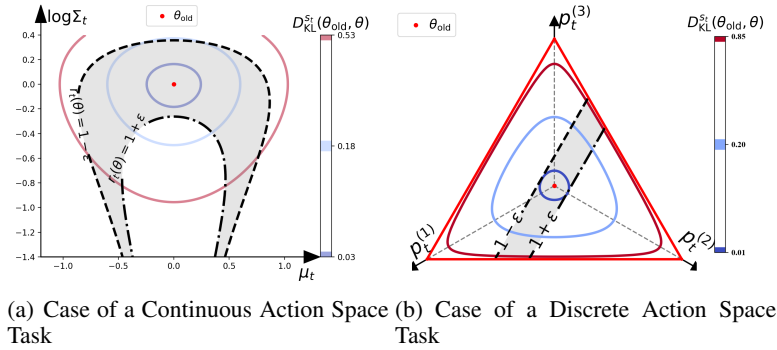 logΣ_t
θ_old
D_KL^{s_t}(θ_old, θ)
0.4
0.2
0.0
−0.2
−0.4
−0.6
−0.8
−1.0
−1.2
−1.4
−1.0
−0.5
0.0
0.5
1.0
μ_t
r_t(θ) = 1 − ε
r_t(θ) = 1 + ε
0.53
0.18
0.03
θ_old
p_t^{(3)}
D_KL^{s_t}(θ_old, θ)
p_t^{(1)}
p_t^{(2)}
1 − ε
1 + ε
0.85
0.20
0.01
(a) Case of a Continuous Action Space
Task
(b) Case of a Discrete Action Space
Task